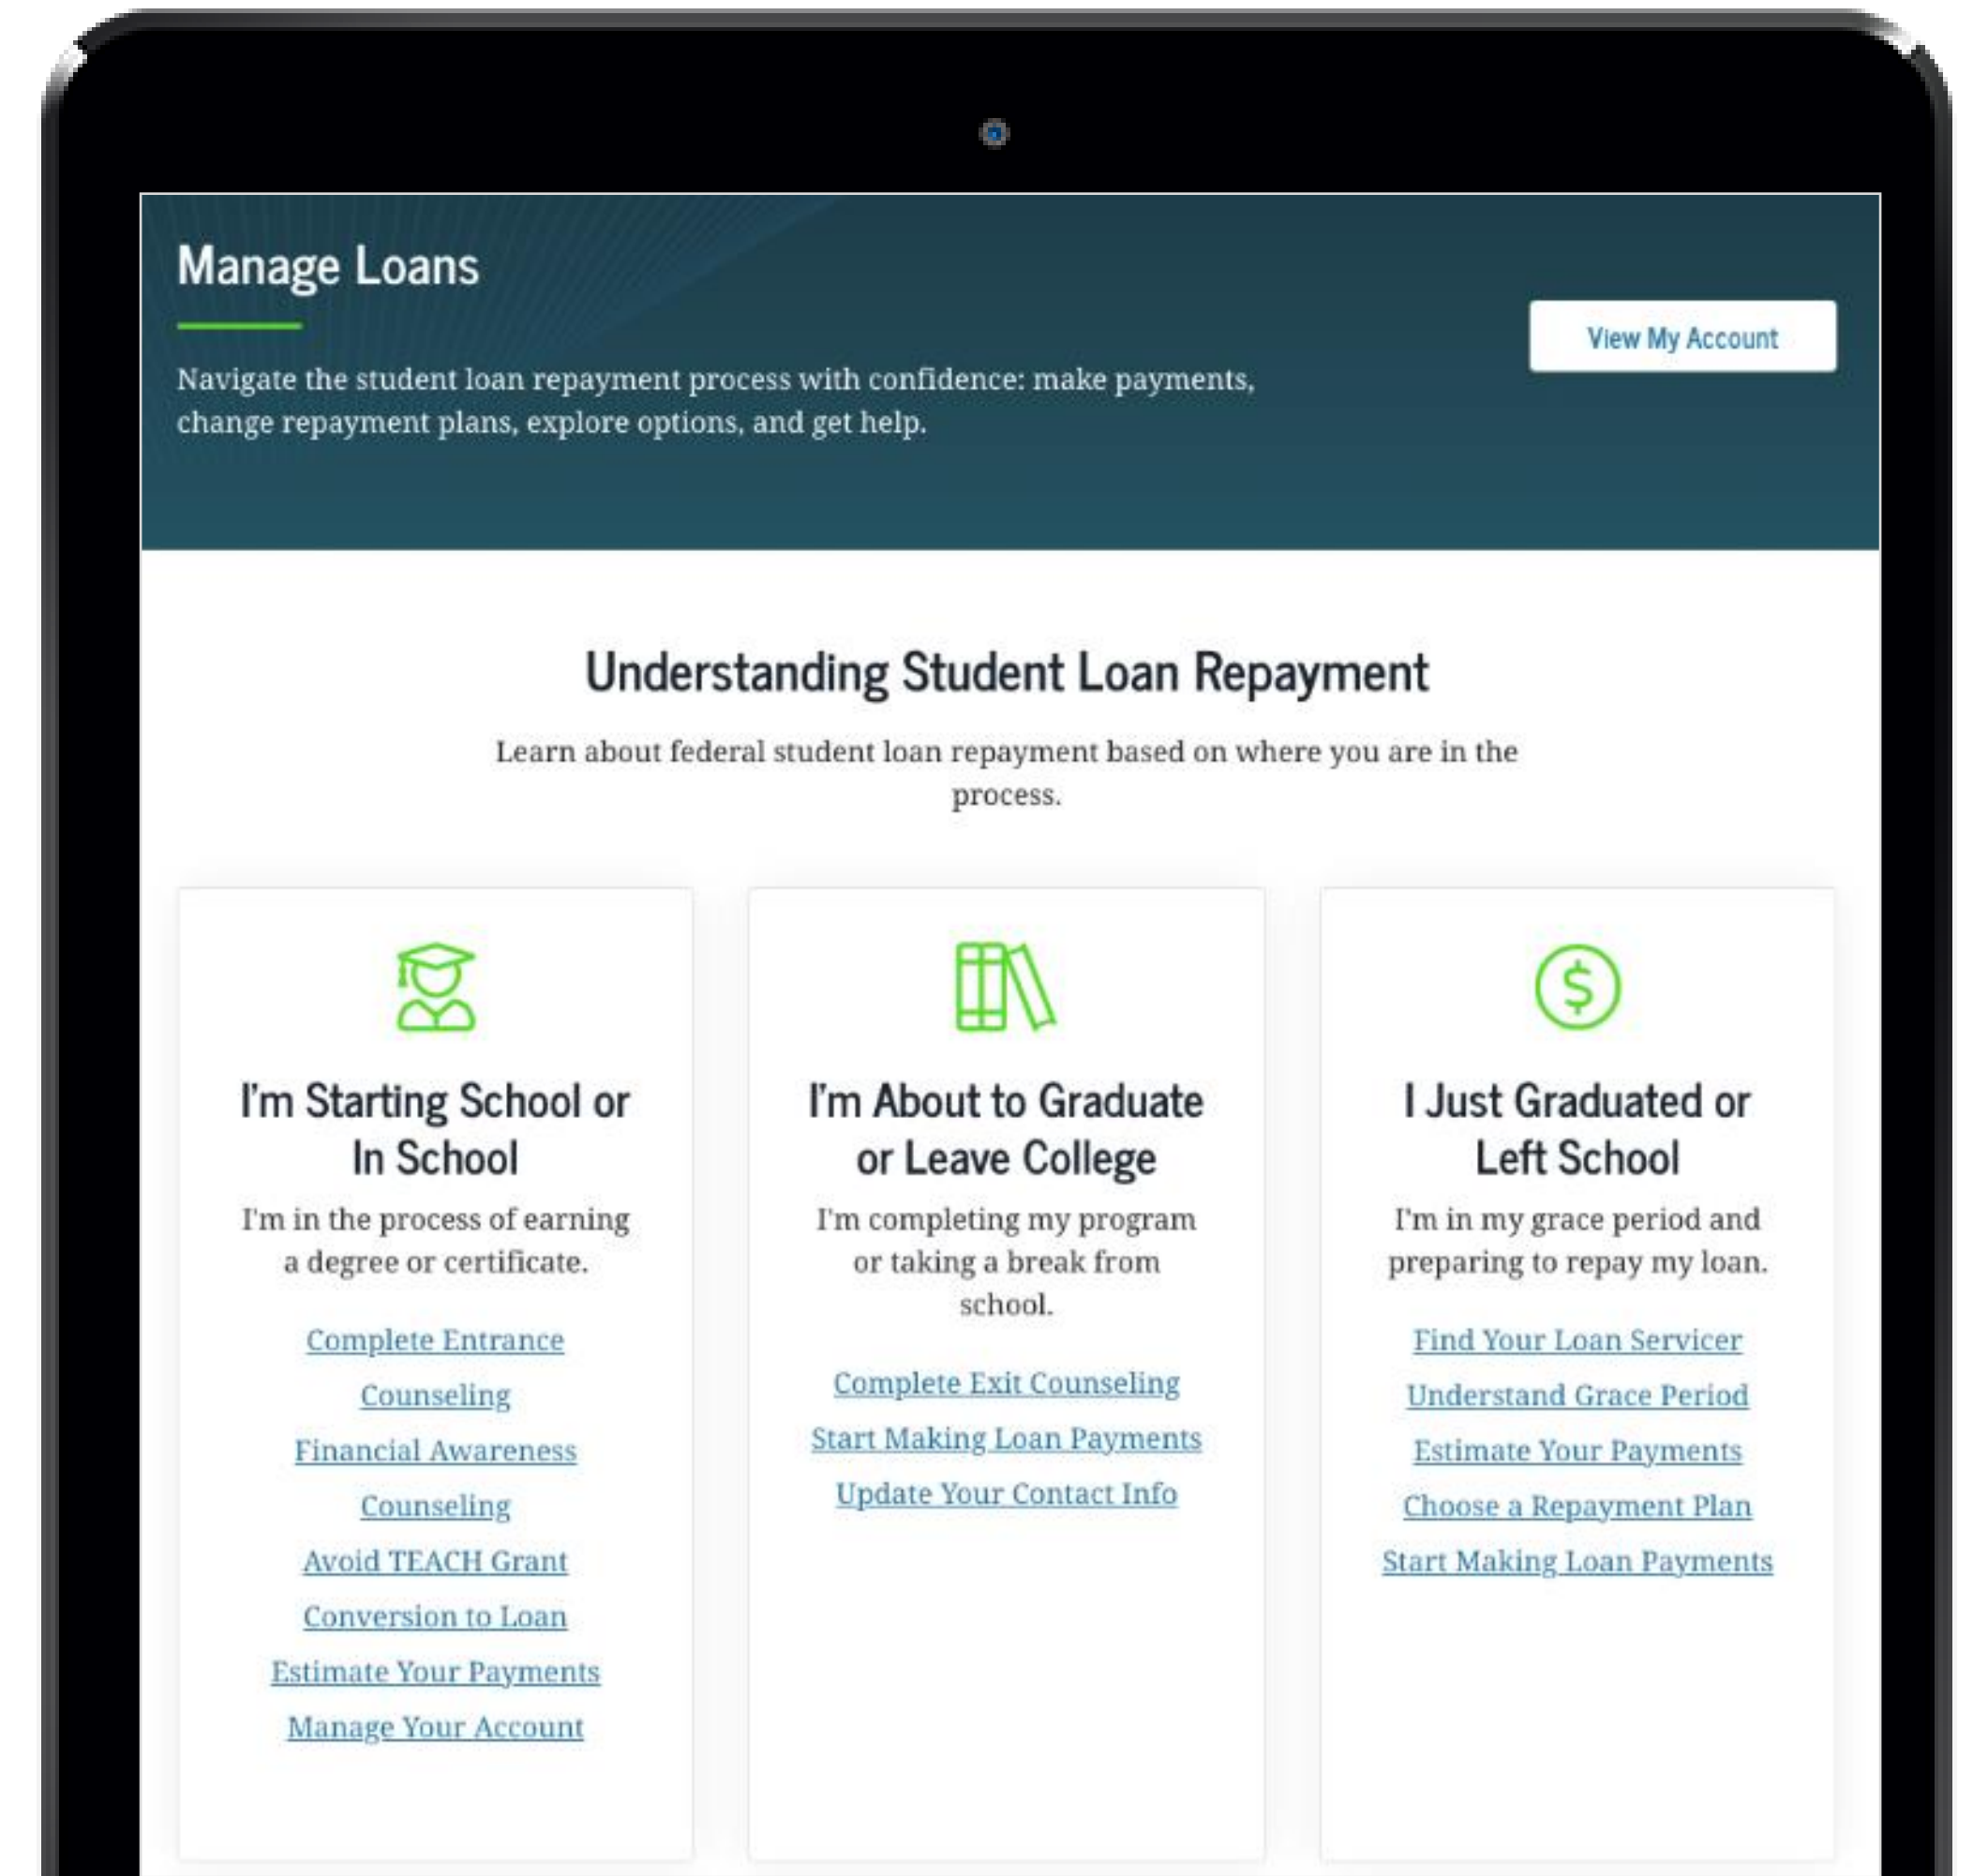 Manage Loans
View My Account
Navigate the student loan repayment process with confidence: make payments,
change repayment plans, explore options, and get help.
Understanding Student Loan Repayment
Learn about federal student loan repayment based on where you are in the
process.
I'm Starting School or
In School
I'm in the process of earning
a degree or certificate.
Complete Entrance
Counseling
Financial Awareness
Counseling
Avoid TEACH Grant
Conversion to Loan
Estimate Your Payments
Manage Your Account
I'm About to Graduate
or Leave College
I'm completing my program
or taking a break from
school.
Complete Exit Counseling
Start Making Loan Payments
Update Your Contact Info
I Just Graduated or
Left School
I'm in my grace period and
preparing to repay my loan.
Find Your Loan Servicer
Understand Grace Period
Estimate Your Payments
Choose a Repayment Plan
Start Making Loan Payments